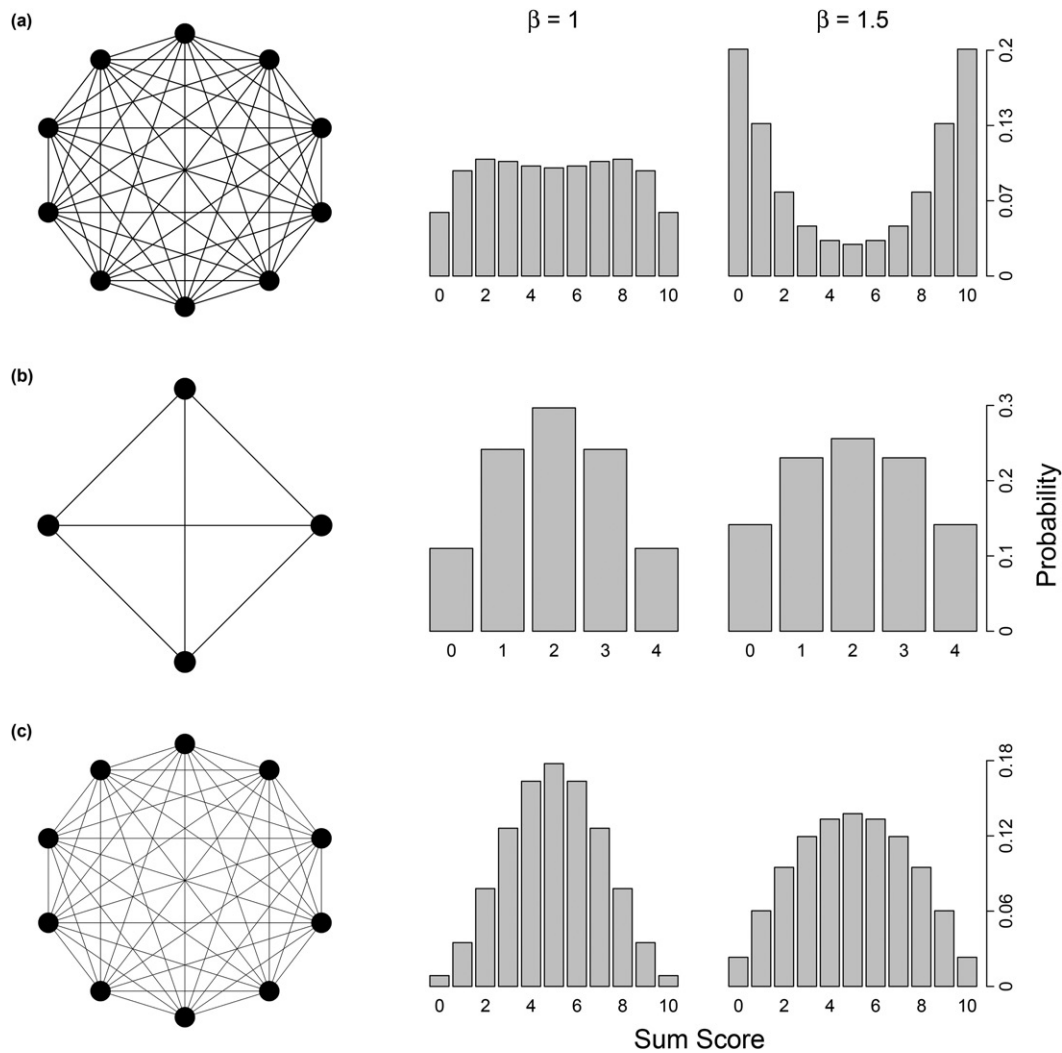 (a)
β = 1
β = 1.5
0.2
0.13
0.07
0
0 2 4 6 8 10
0 2 4 6 8 10
(b)
0.3
0.2
0.1
0
0 1 2 3 4
0 1 2 3 4
Probability
(c)
0.18
0.12
0.06
0
0 2 4 6 8 10
0 2 4 6 8 10
Sum Score